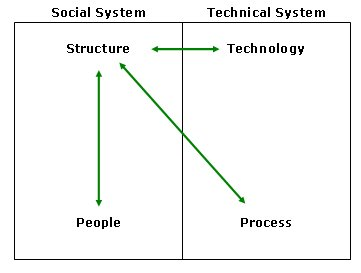 Social System Technical System
Structure Technology
People Process